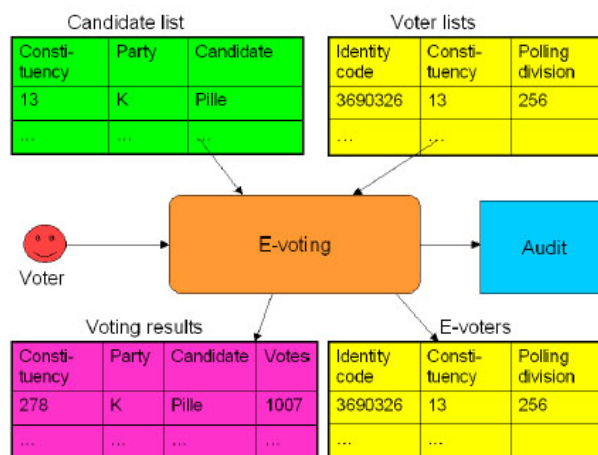 Candidate list
Consti-
tuency
Party
Candidate
13
K
Pille
...
...
...
Voter lists
Identity
code
Consti-
tuency
Polling
division
3690326
13
256
...
...
Voter
E-voting
Audit
Voting results
Consti-
tuency
Party
Candidate
Votes
278
K
Pille
1007
...
...
...
...
E-voters
Identity
code
Consti-
tuency
Polling
division
3690326
13
256
...
...